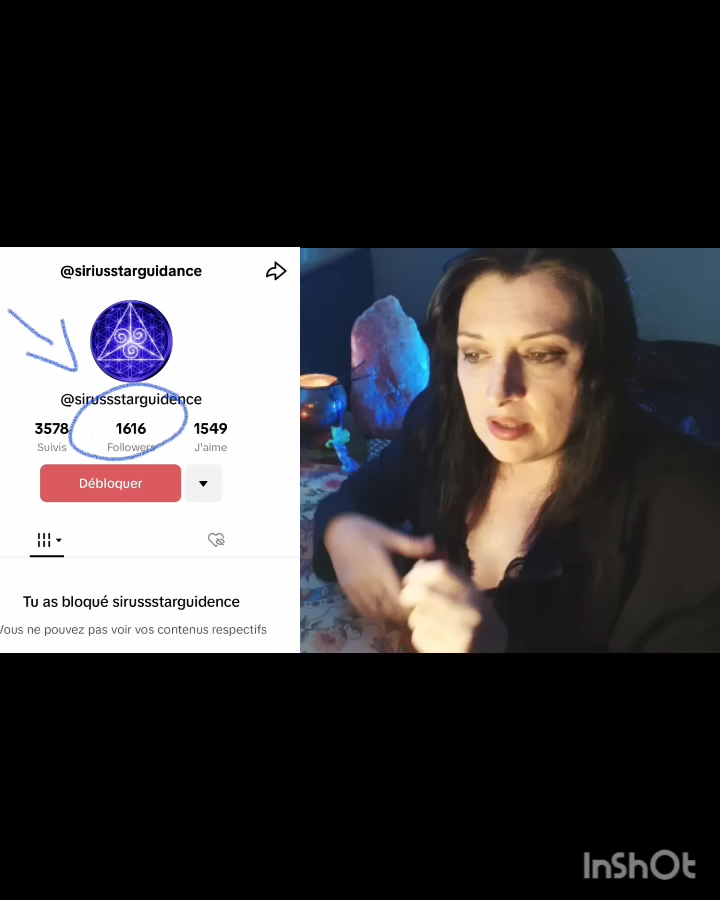 @siriusstarguidance
@sirussstarguidence
3578 1616 1549
Suivis Followers J'aime
Débloquer
Tu as bloqué sirussstarguidence
Vous ne pouvez pas voir vos contenus respectifs
InShOt